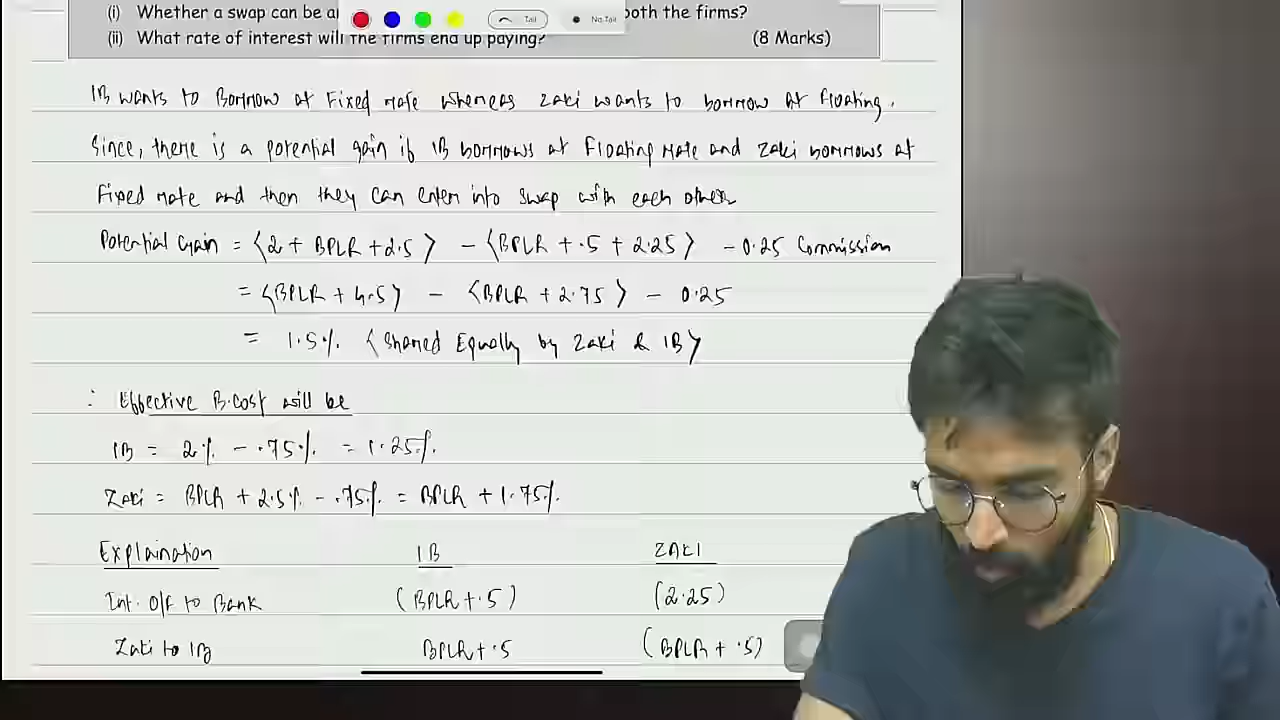 (i) Whether a swap can be a
Tail
No Tail
both the firms?
(ii) What rate of interest will the firms end up paying?
(8 Marks)
IB wants to Borrow at Fixed rate whereas Zaki wants to borrow at floating.
Since, there is a potential gain if IB borrows at Floating rate and Zaki borrows at
Fixed rate and then they can enter into swap with each other
Potential Gain = (2 + BPLR + 2.5) - (BPLR + .5 + 2.25) - 0.25 Commission
= (BPLR + 4.5) - (BPLR + 2.75) - 0.25
= 1.5% (Shared Equally by Zaki & IB)
∴ Effective B.Cost will be
IB = 2% - .75% = 1.25%.
Zaki = BPLR + 2.5% - .75% = BPLR + 1.75%.
Explaination IB ZAKI
Int. O/F to Bank (BPLR + .5) (2.25)
Zaki to IB BPLR + .5 (BPLR + .5)